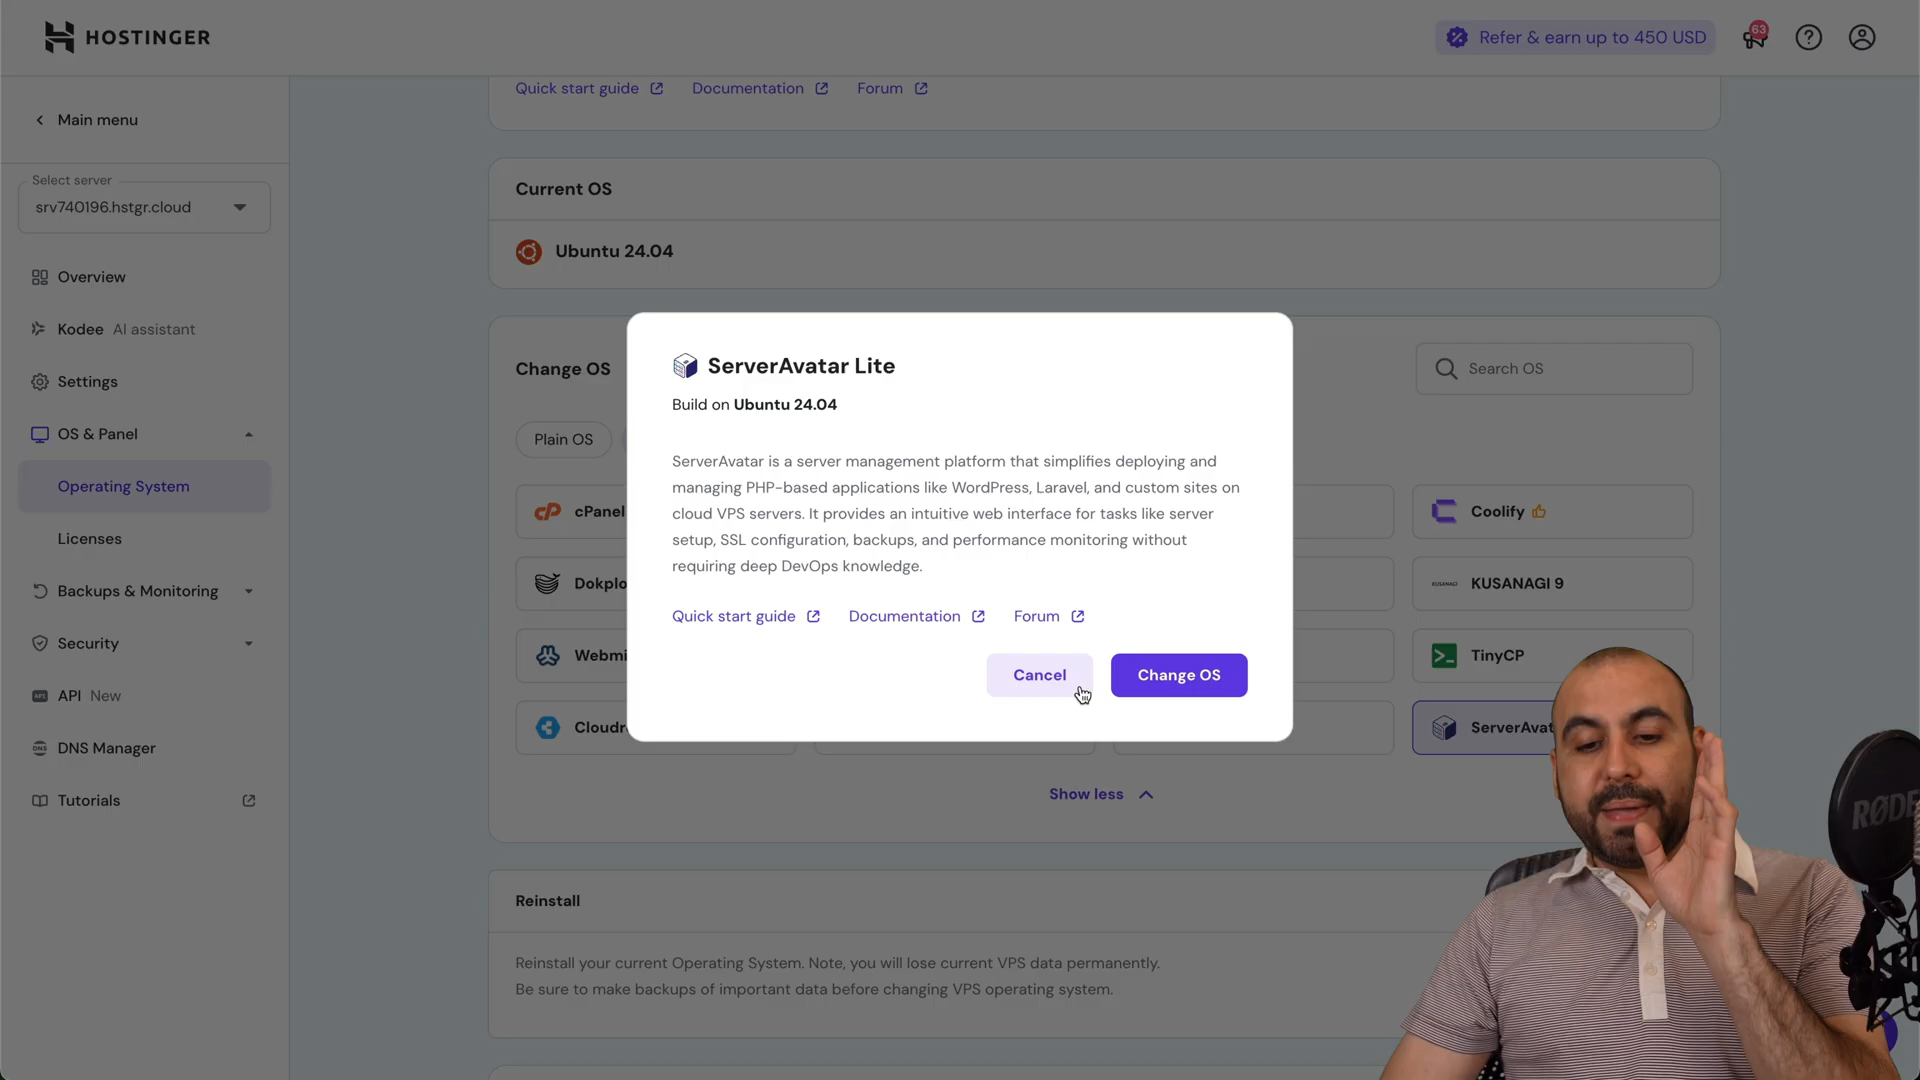 HOSTINGER
Refer & earn up to 450 USD
63
Main menu
Select server
srv740196.hstgr.cloud
Overview
Kodee AI assistant
Settings
OS & Panel
Operating System
Licenses
Backups & Monitoring
Security
API New
DNS Manager
Tutorials
Quick start guide Documentation Forum
Current OS
Ubuntu 24.04
Change OS
Search OS
Plain OS
cPanel
Coolify
Dokplo
KUSANAGI 9
Webmi
TinyCP
Cloudr
ServerAvat
Show less
ServerAvatar Lite
Build on Ubuntu 24.04
ServerAvatar is a server management platform that simplifies deploying and
managing PHP-based applications like WordPress, Laravel, and custom sites on
cloud VPS servers. It provides an intuitive web interface for tasks like server
setup, SSL configuration, backups, and performance monitoring without
requiring deep DevOps knowledge.
Quick start guide Documentation Forum
Cancel Change OS
Reinstall
Reinstall your current Operating System. Note, you will lose current VPS data permanently.
Be sure to make backups of important data before changing VPS operating system.
RØDE